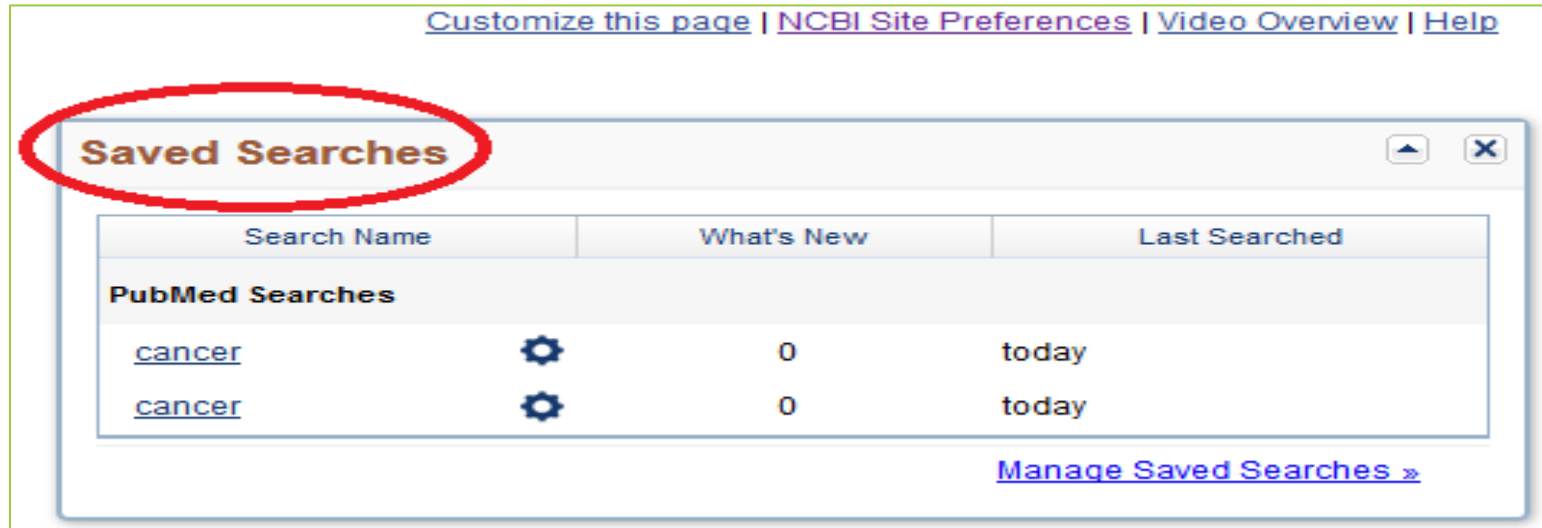 Customize this page | NCBI Site Preferences | Video Overview | Help
Saved Searches
Search Name What's New Last Searched
PubMed Searches
cancer 0 today
cancer 0 today
Manage Saved Searches »